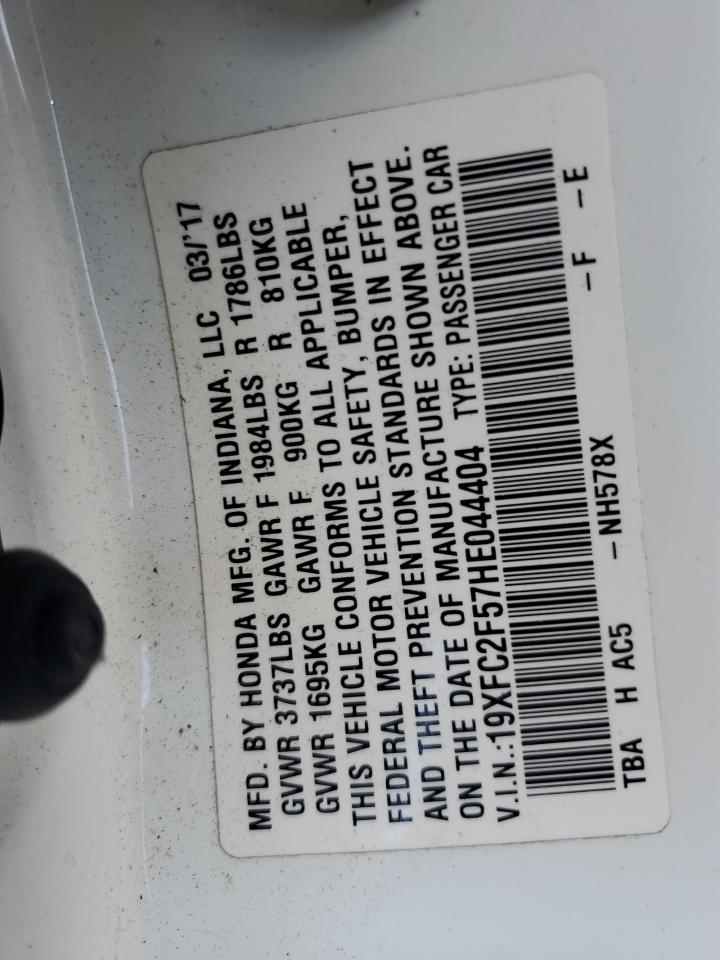 MFD. BY HONDA MFG. OF INDIANA, LLC 03/'17
GVWR 3737LBS GAWR F 1984LBS R 1786LBS
GVWR 1695KG GAWR F 900KG R 810KG
THIS VEHICLE CONFORMS TO ALL APPLICABLE
FEDERAL MOTOR VEHICLE SAFETY, BUMPER,
AND THEFT PREVENTION STANDARDS IN EFFECT
ON THE DATE OF MANUFACTURE SHOWN ABOVE.
V.I.N.:19XFC2F57HE044404 TYPE: PASSENGER CAR
TBA H AC5 -NH578X -F -E